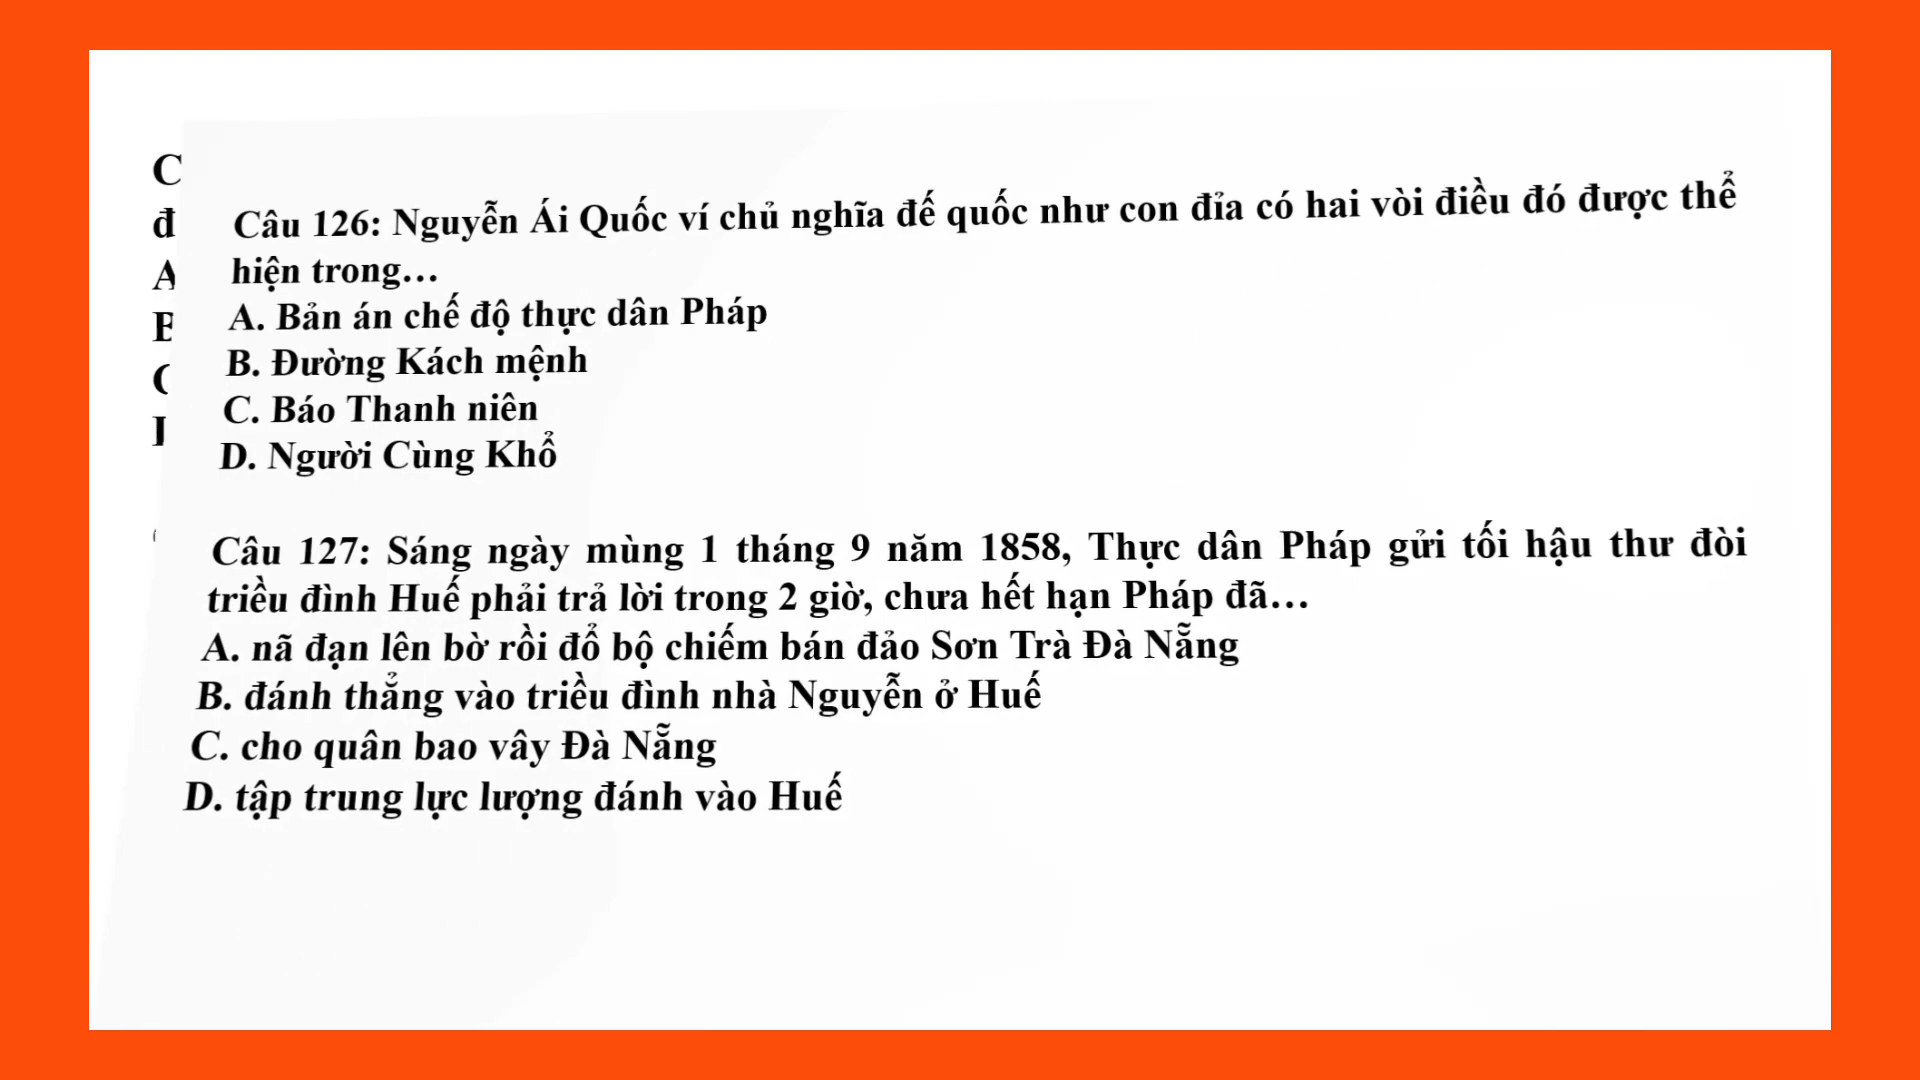 Câu 126: Nguyễn Ái Quốc ví chủ nghĩa đế quốc như con đỉa có hai vòi điều đó được thể
hiện trong…
A. Bản án chế độ thực dân Pháp
B. Đường Kách mệnh
C. Báo Thanh niên
D. Người Cùng Khổ
Câu 127: Sáng ngày mùng 1 tháng 9 năm 1858, Thực dân Pháp gửi tối hậu thư đòi
triều đình Huế phải trả lời trong 2 giờ, chưa hết hạn Pháp đã…
A. nã đạn lên bờ rồi đổ bộ chiếm bán đảo Sơn Trà Đà Nẵng
B. đánh thẳng vào triều đình nhà Nguyễn ở Huế
C. cho quân bao vây Đà Nẵng
D. tập trung lực lượng đánh vào Huế